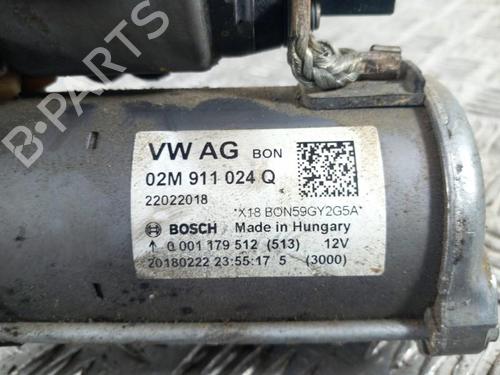 B-PARTS
VW AG BON
02M 911 024 Q
22022018
*X18 BON59GY2G5A*
BOSCH Made in Hungary
0 001 179 512 (513) 12V
20180222 23:55:17 5 (3000)